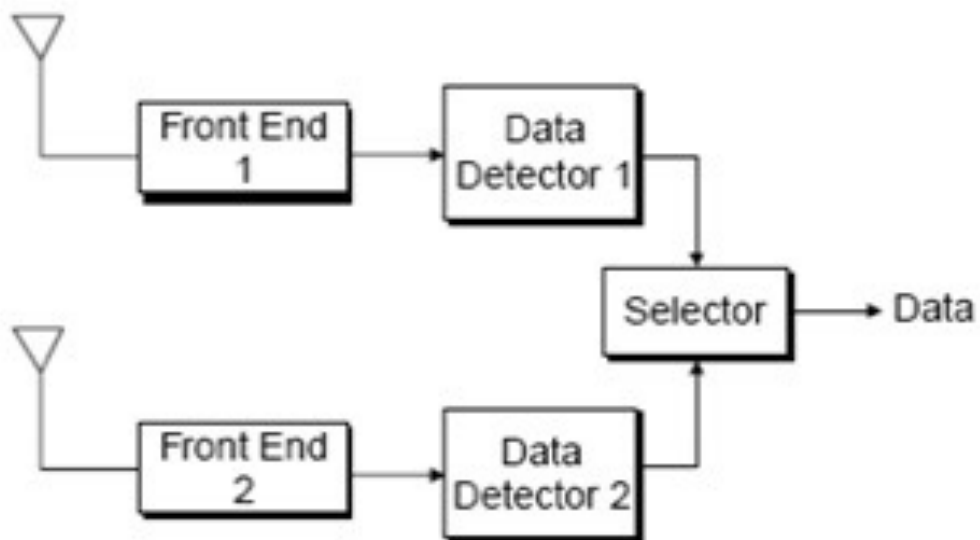 Front End
1
Data
Detector 1
Selector
Data
Front End
2
Data
Detector 2